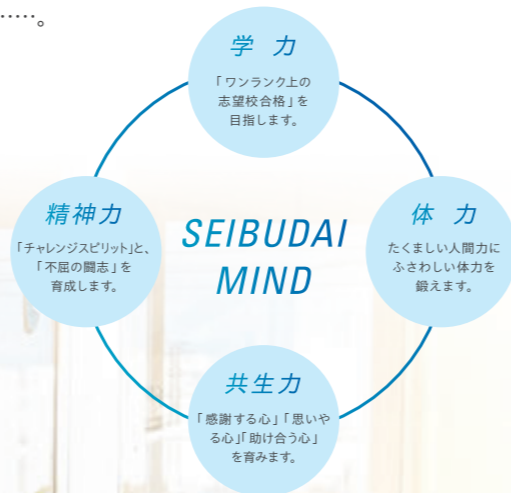 ……。
学 力
「ワンランク上の
志望校合格」を
目指します。
精神力
「チャレンジスピリット」と、
「不屈の闘志」を
育成します。
SEIBUDAI
MIND
体 力
たくましい人間力に
ふさわしい体力を
鍛えます。
共生力
「感謝する心」「思いや
る心」「助け合う心」
を育みます。